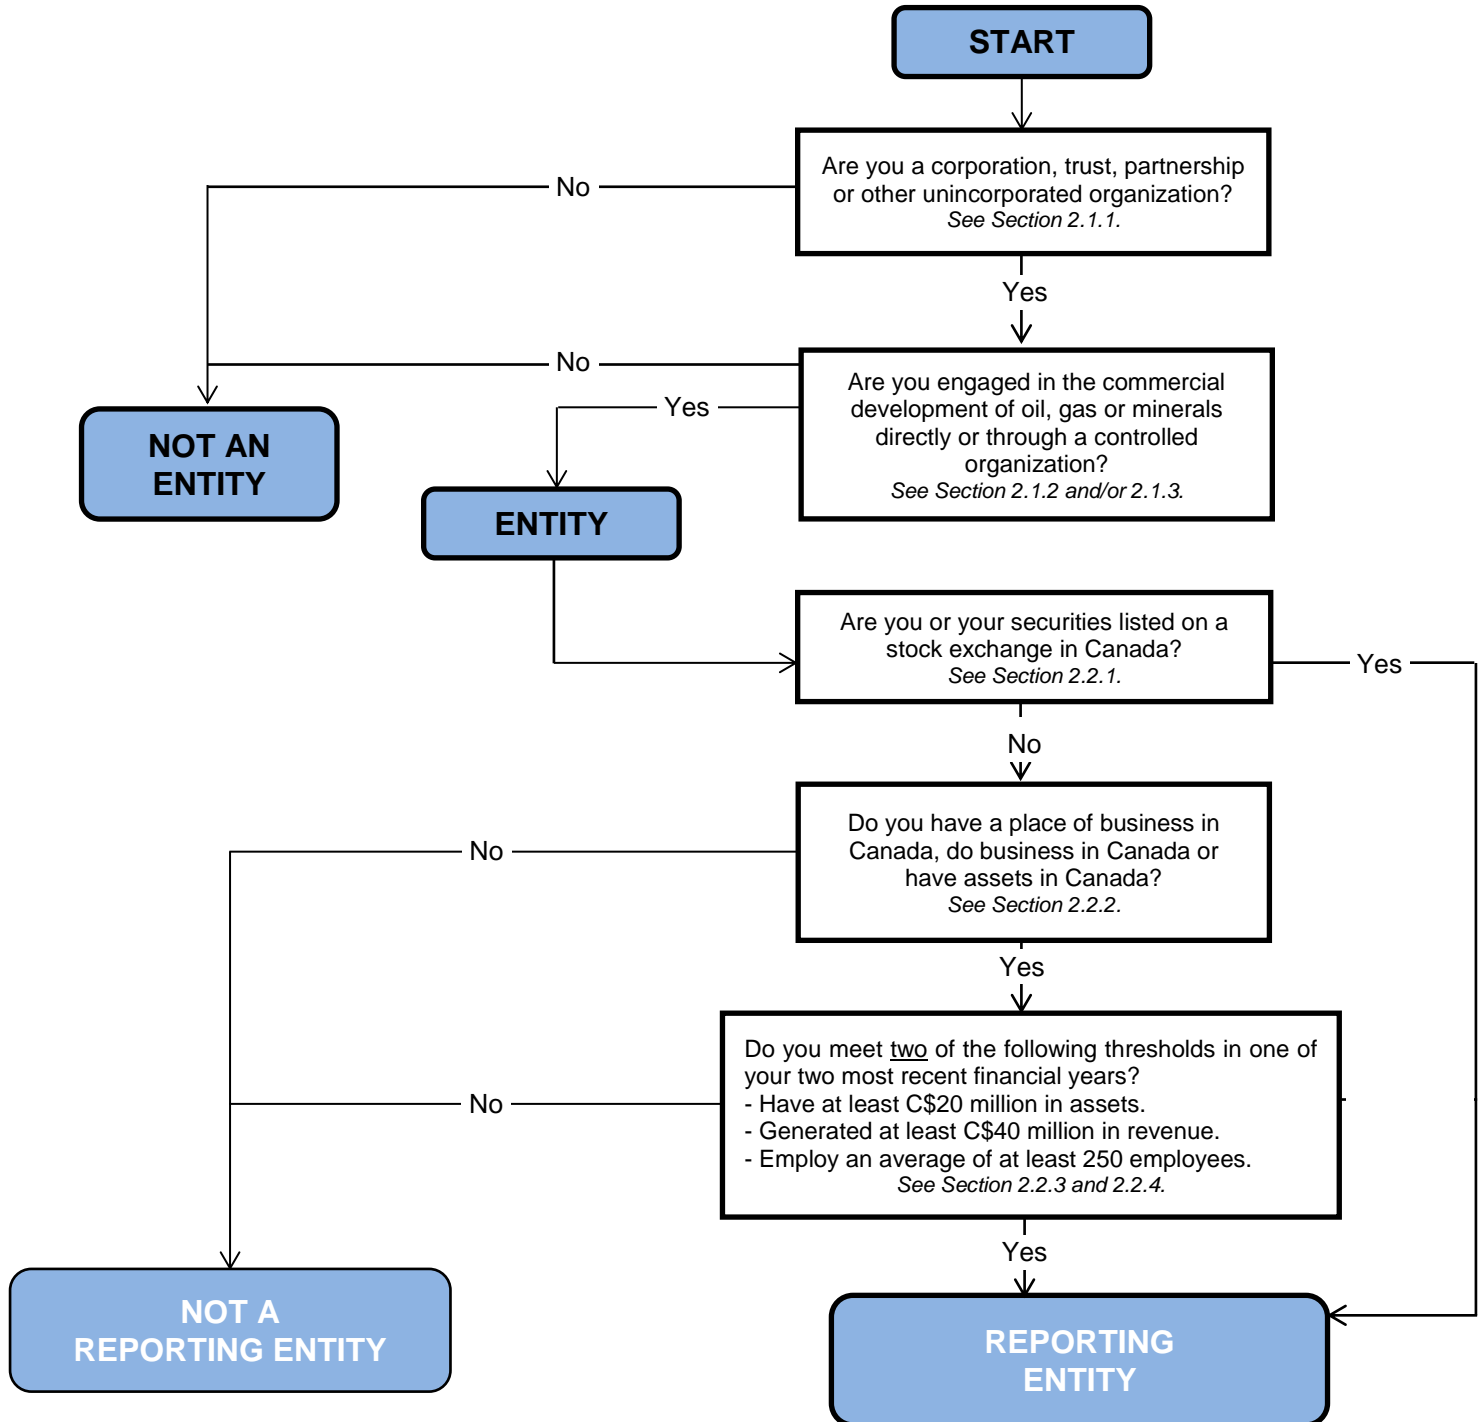 START
Are you a corporation, trust, partnership
or other unincorporated organization?
See Section 2.1.1.
No
Yes
No
Are you engaged in the commercial
development of oil, gas or minerals
directly or through a controlled
organization?
See Section 2.1.2 and/or 2.1.3.
Yes
NOT AN
ENTITY
ENTITY
Are you or your securities listed on a
stock exchange in Canada?
See Section 2.2.1.
Yes
No
Do you have a place of business in
Canada, do business in Canada or
have assets in Canada?
See Section 2.2.2.
No
Yes
Do you meet two of the following thresholds in one of
your two most recent financial years?
- Have at least C$20 million in assets.
- Generated at least C$40 million in revenue.
- Employ an average of at least 250 employees.
See Section 2.2.3 and 2.2.4.
No
Yes
NOT A
REPORTING ENTITY
REPORTING
ENTITY